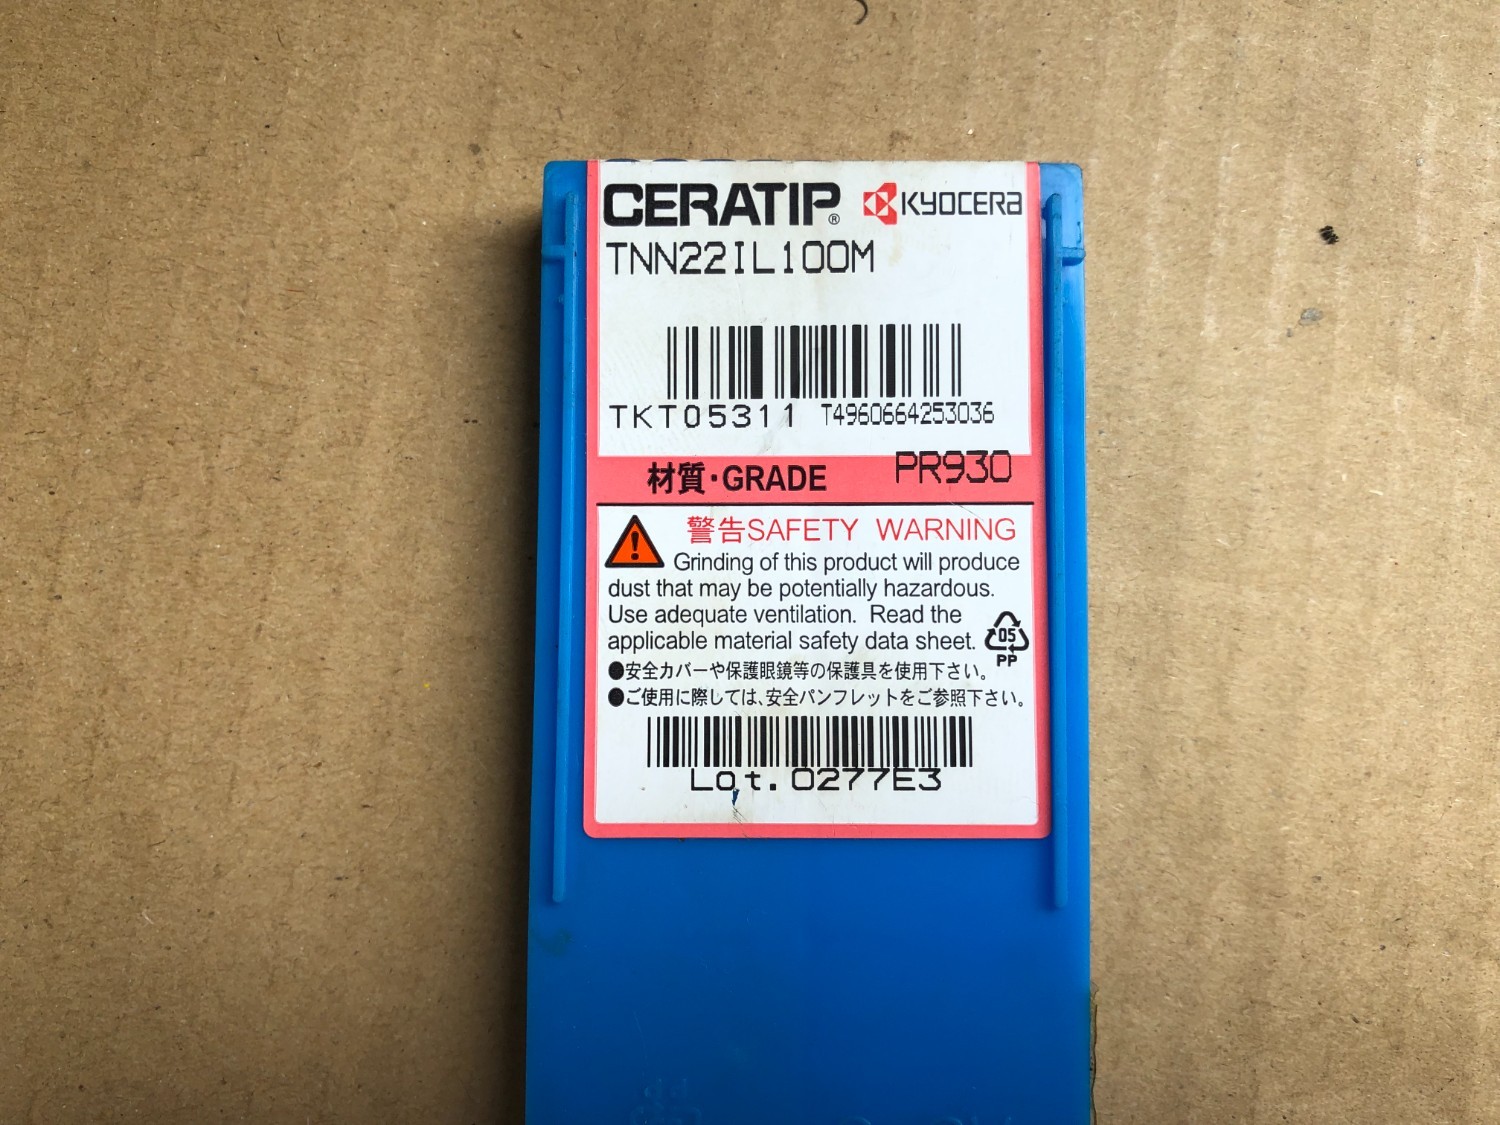 CERATIP® KYOCERA
TNN22IL100M
TKT05311 T4960664253036
材質・GRADE PR930
警告SAFETY WARNING
Grinding of this product will produce
dust that may be potentially hazardous.
Use adequate ventilation. Read the
applicable material safety data sheet.
05
PP
●安全カバーや保護眼鏡等の保護具を使用下さい。
●ご使用に際しては、安全パンフレットをご参照下さい。
Lot.0277E3